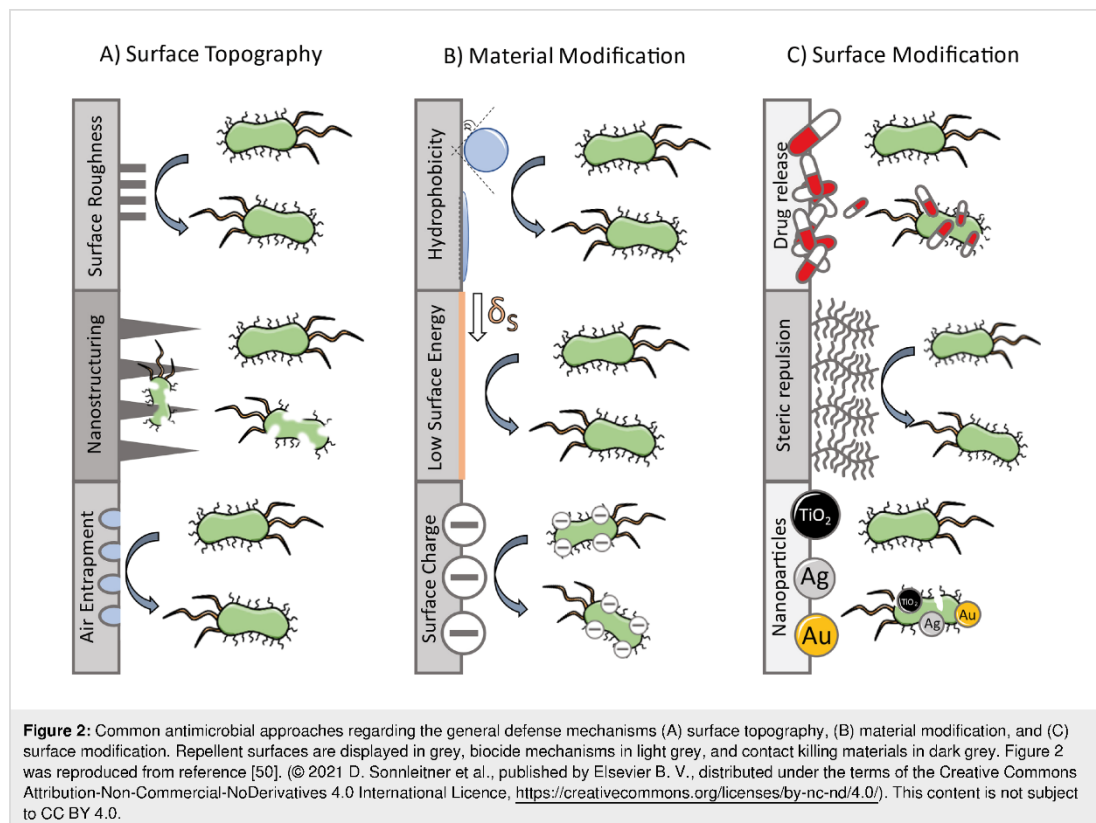 A) Surface Topography
B) Material Modification
C) Surface Modification
Surface Roughness
Nanostructuring
Air Entrapment
Hydrophobicity
Low Surface Energy
δS
Surface Charge
Drug release
Steric repulsion
Nanoparticles
TiO₂
Ag
Au
TiO₂
Ag
Au
Figure 2: Common antimicrobial approaches regarding the general defense mechanisms (A) surface topography, (B) material modification, and (C)
surface modification. Repellent surfaces are displayed in grey, biocide mechanisms in light grey, and contact killing materials in dark grey. Figure 2
was reproduced from reference [50]. (© 2021 D. Sonnleitner et al., published by Elsevier B. V., distributed under the terms of the Creative Commons
Attribution-Non-Commercial-NoDerivatives 4.0 International Licence, https://creativecommons.org/licenses/by-nc-nd/4.0/). This content is not subject
to CC BY 4.0.